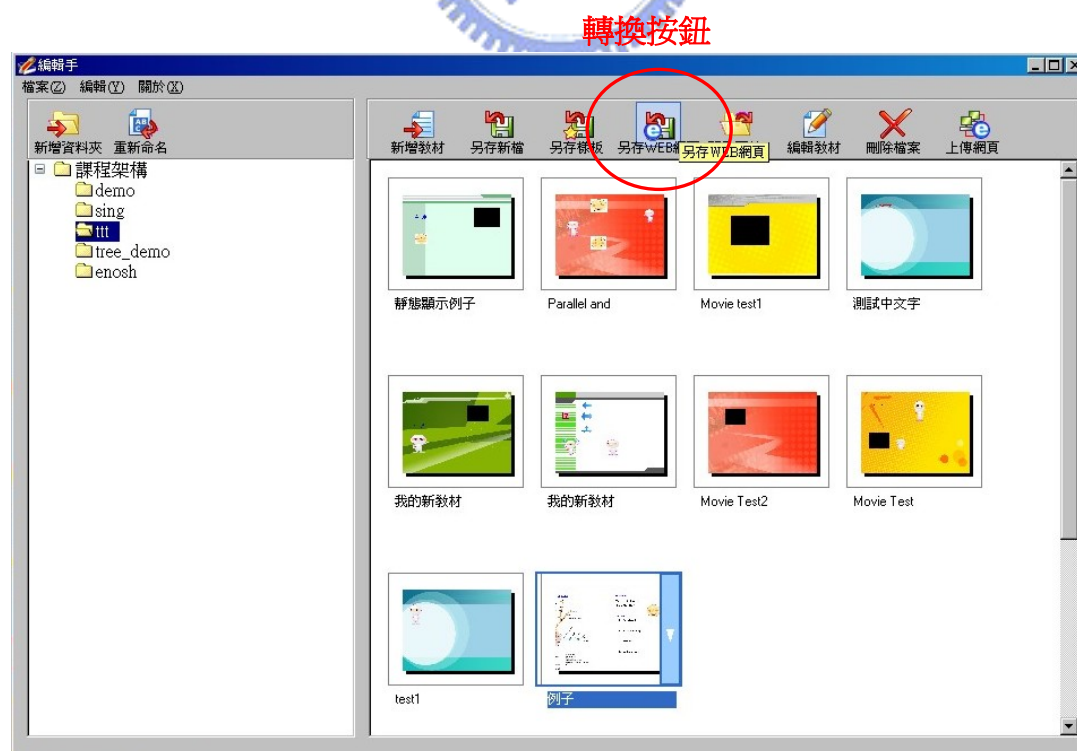 轉換按鈕
編輯手
檔案(Z) 編輯(Y) 關於(X)
新增資料夾 重新命名
新增教材 另存新檔 另存樣板 另存WEB 編輯教材 刪除檔案 上傳網頁
另存WEB網頁
課程架構
demo
sing
ttt
tree_demo
enosh
靜態顯示例子 Parallel and Movie test1 測試中文字
我的新教材 我的新教材 Movie Test2 Movie Test
test1 例子